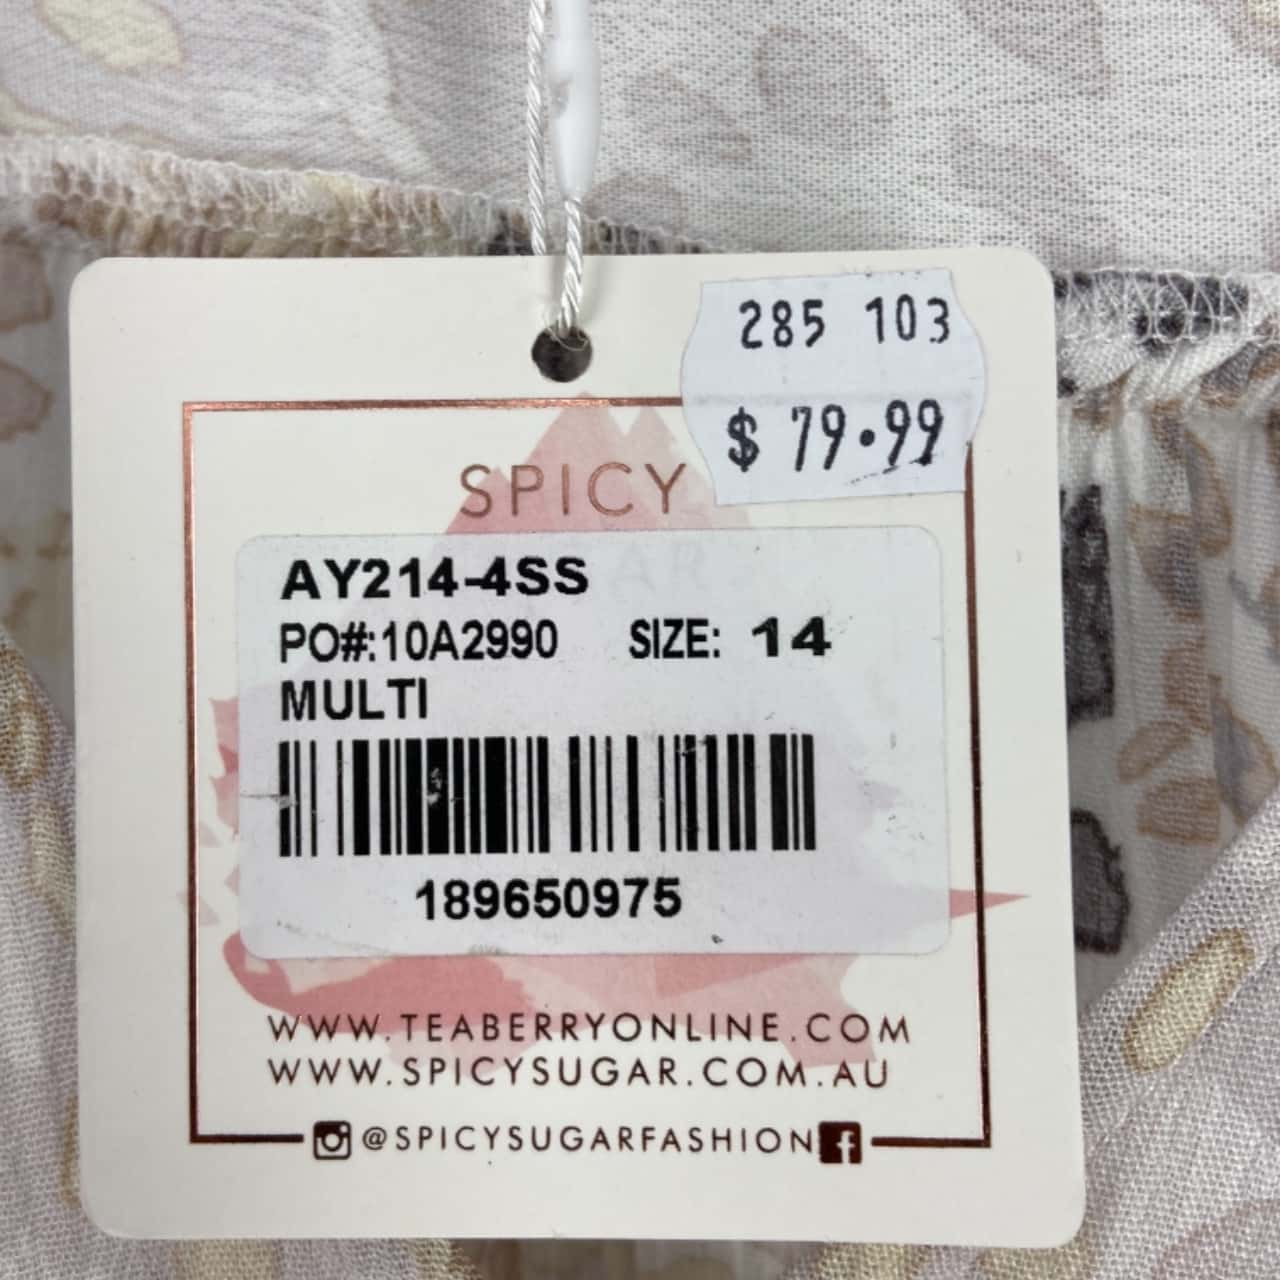 285 103
$ 79.99
SPICY
AR
AY214-4SS
PO#:10A2990 SIZE: 14
MULTI
189650975
WWW.TEABERRYONLINE.COM
WWW.SPICYSUGAR.COM.AU
@SPICYSUGARFASHION